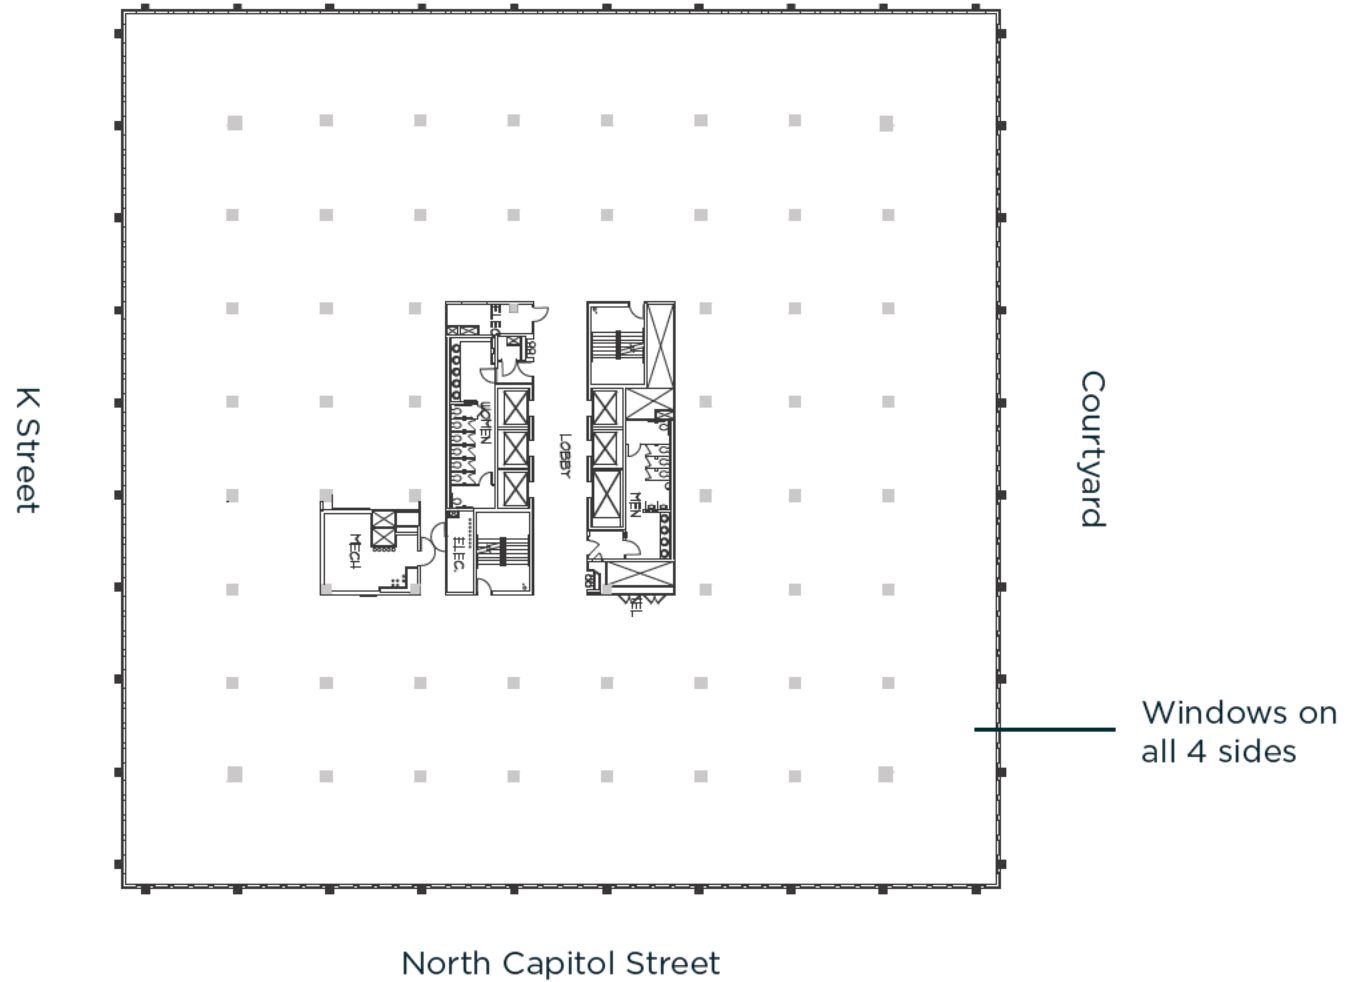 K Street
ELEC
WOMEN
LOBBY
MEN
MECH
ELEC.
Courtyard
Windows on
all 4 sides
North Capitol Street